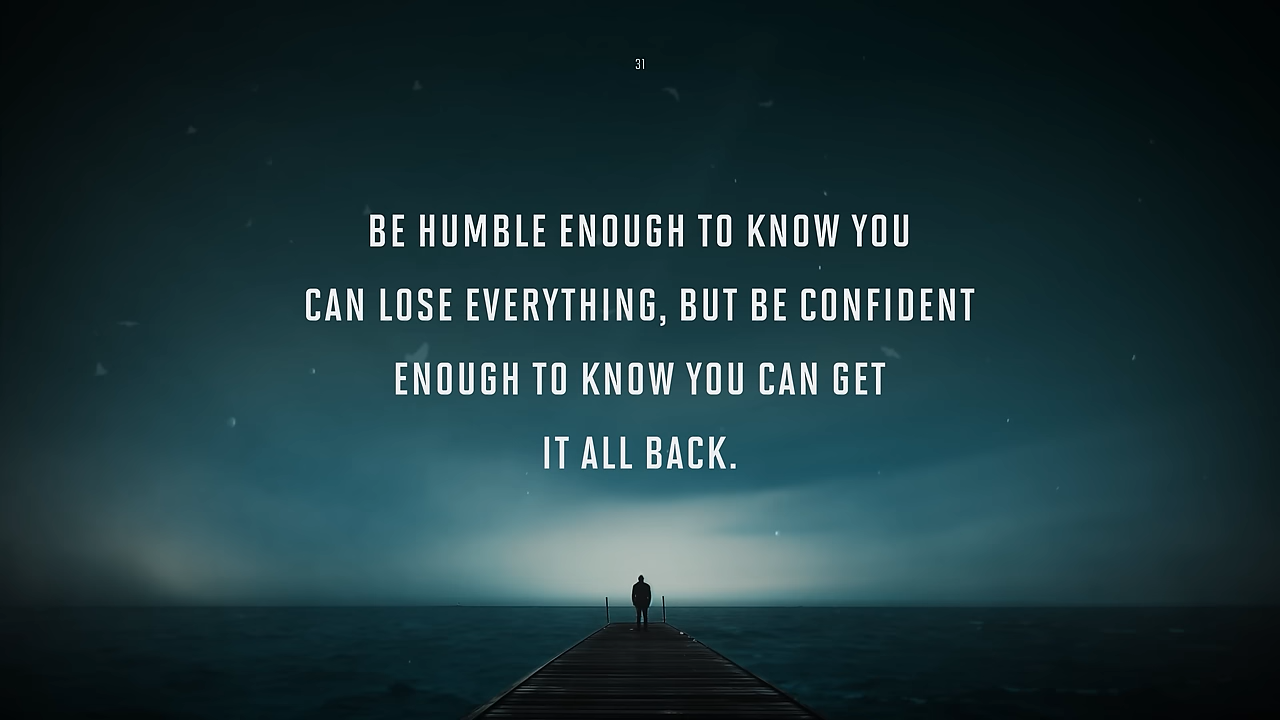 31
BE HUMBLE ENOUGH TO KNOW YOU
CAN LOSE EVERYTHING, BUT BE CONFIDENT
ENOUGH TO KNOW YOU CAN GET
IT ALL BACK.